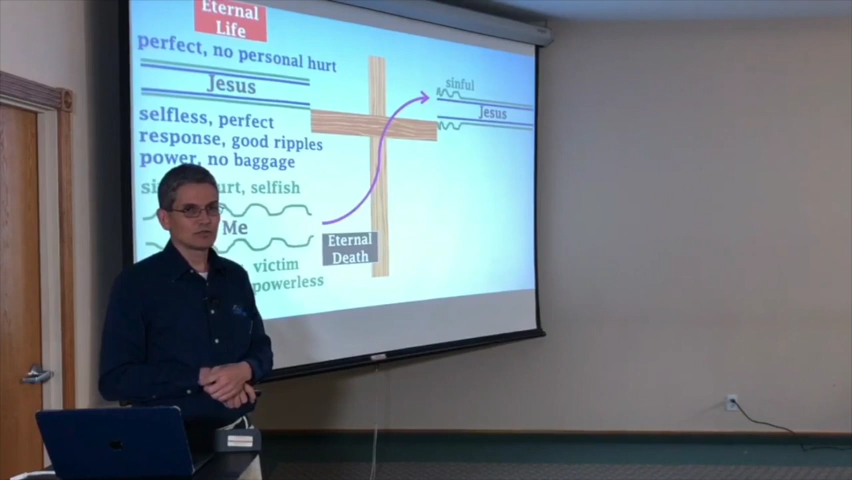 Eternal
Life
perfect, no personal hurt
Jesus
selfless, perfect
response, good ripples
power, no baggage
hurt, selfish
Me
victim
powerless
Eternal
Death
sinful
Jesus